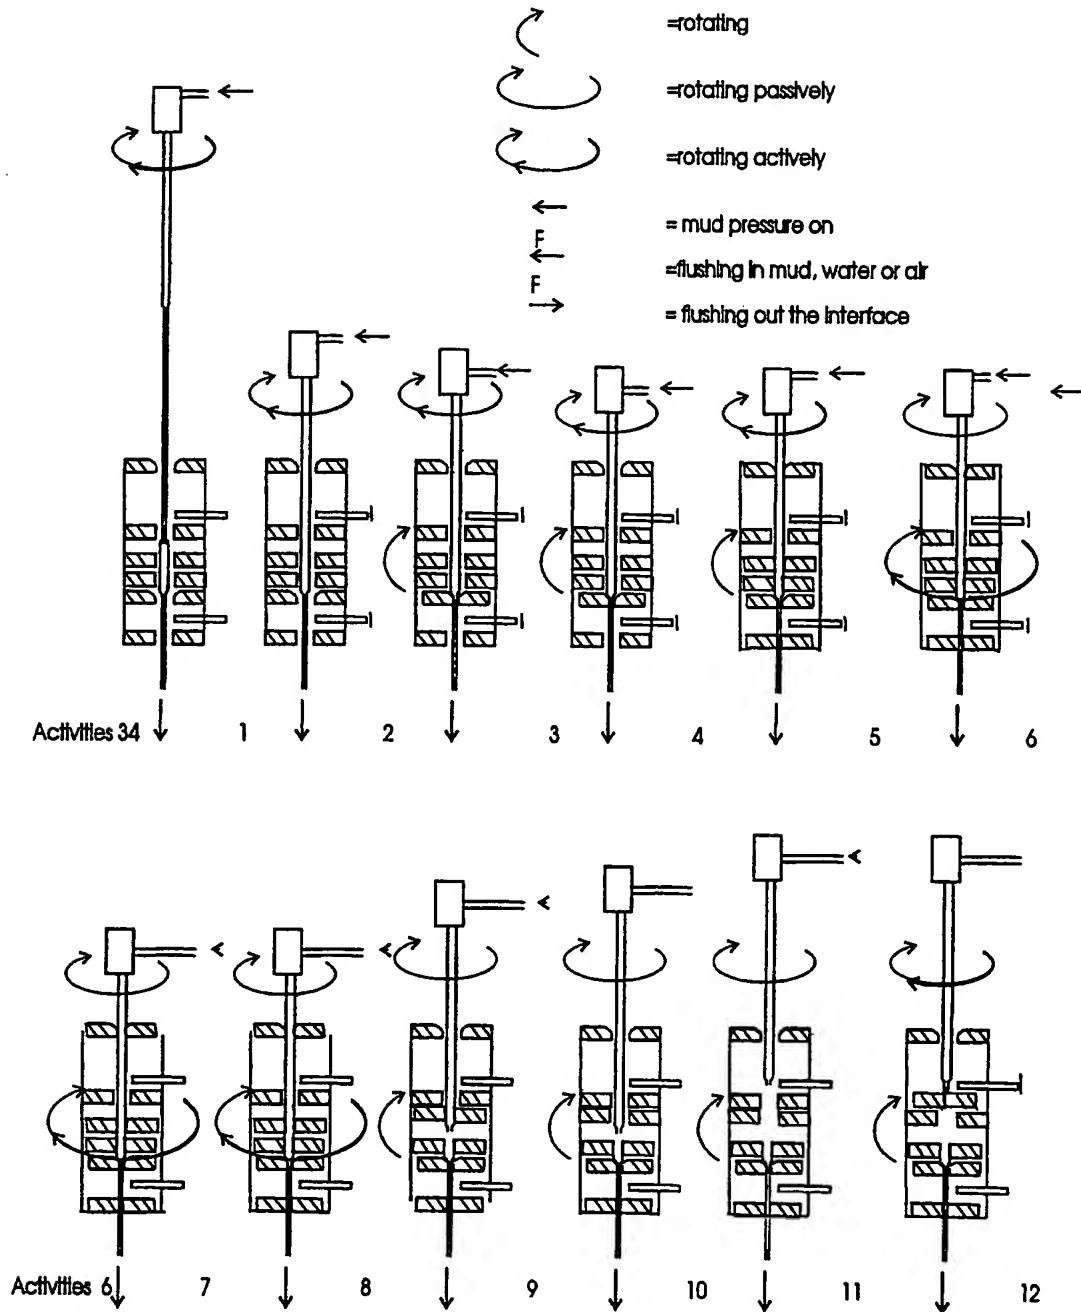 =rotating
=rotating passively
=rotating actively
= mud pressure on
F
=flushing in mud, water or air
F
= flushing out the interface
Activities 34 1 2 3 4 5 6
Activities 6 7 8 9 10 11 12